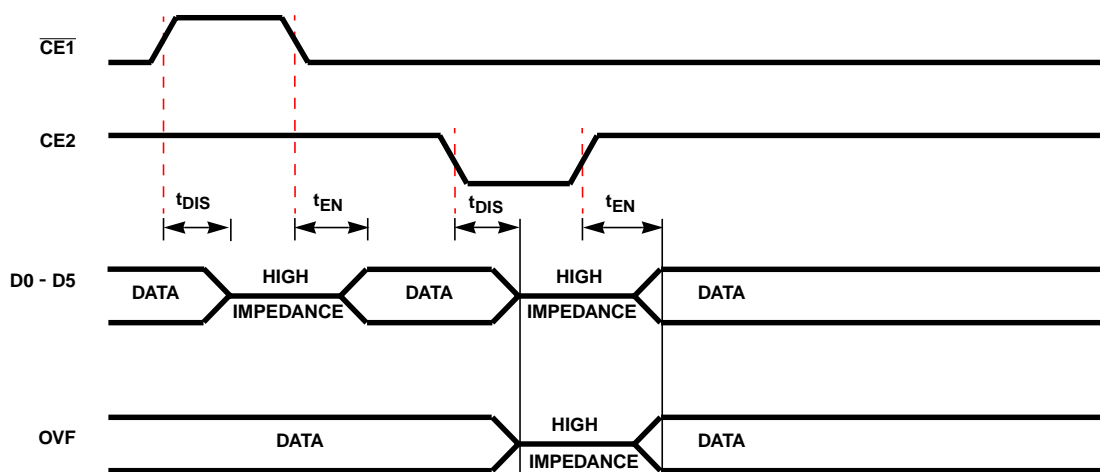 CE1
CE2
tDIS
tEN
tDIS
tEN
D0 - D5
DATA
HIGH
IMPEDANCE
DATA
HIGH
IMPEDANCE
DATA
OVF
DATA
HIGH
IMPEDANCE
DATA